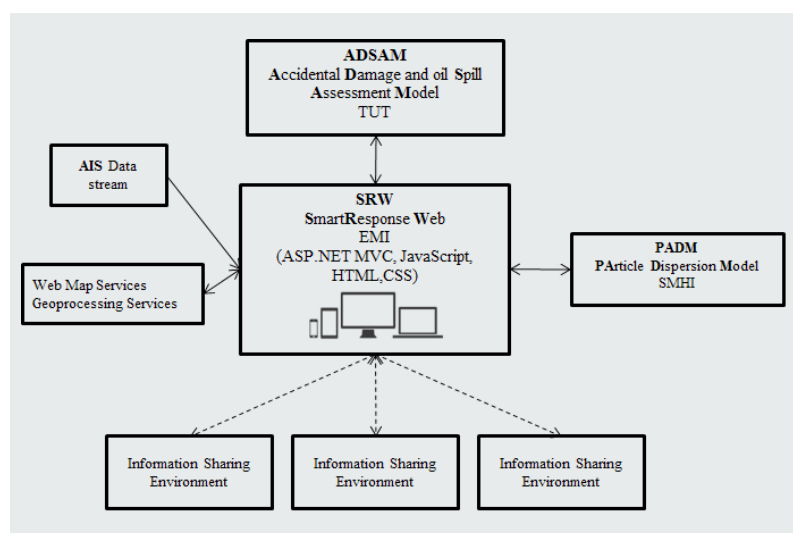 ADSAM
Accidental Damage and oil Spill
Assessment Model
TUT
AIS Data
stream
SRW
SmartResponse Web
EMI
(ASP.NET MVC, JavaScript,
HTML,CSS)
Web Map Services
Geoprocessing Services
PADM
PArticle Dispersion Model
SMHI
Information Sharing
Environment
Information Sharing
Environment
Information Sharing
Environment